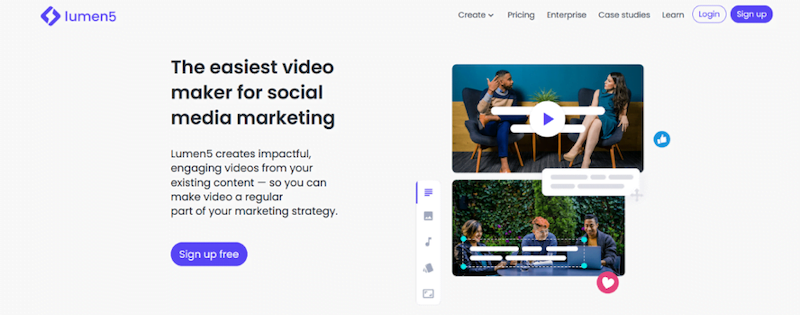 lumen5
Create
Pricing
Enterprise
Case studies
Learn
Login
Sign up
The easiest video
maker for social
media marketing
Lumen5 creates impactful,
engaging videos from your
existing content — so you can
make video a regular
part of your marketing strategy.
Sign up free